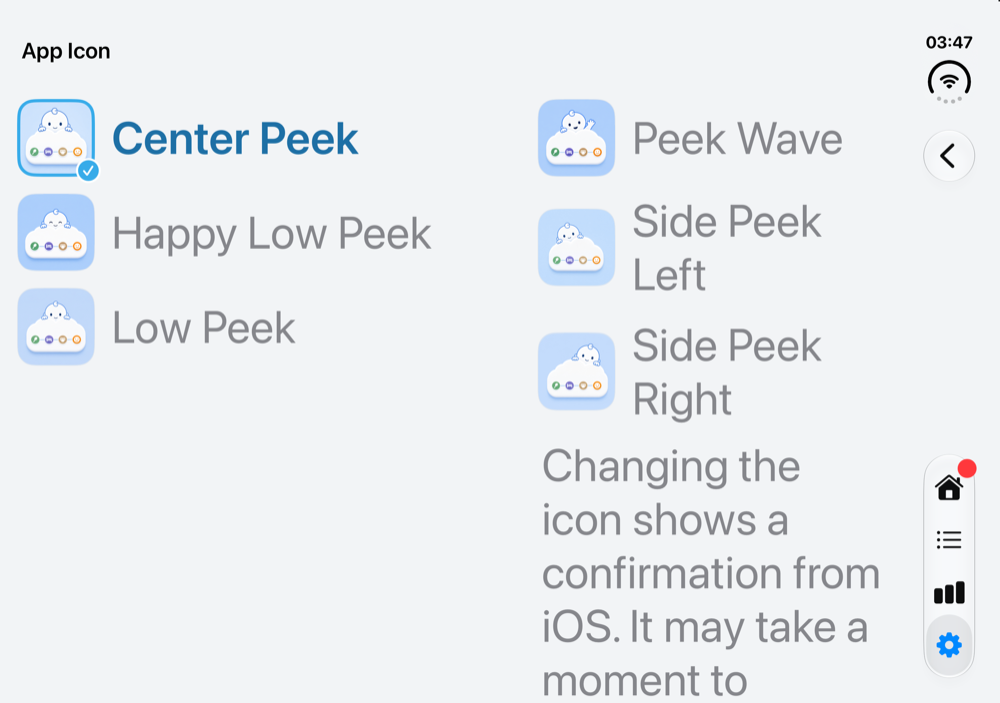 App Icon
03:47
Center Peek
Happy Low Peek
Low Peek
Peek Wave
Side Peek
Left
Side Peek
Right
Changing the
icon shows a
confirmation from
iOS. It may take a
moment to